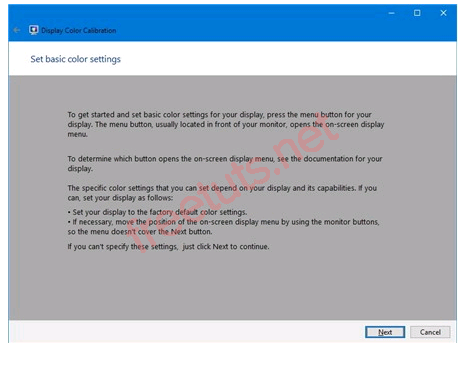 Display Color Calibration
Set basic color settings
To get started and set basic color settings for your display, press the menu button for your
display. The menu button, usually located in front of your monitor, opens the on-screen display
menu.
To determine which button opens the on-screen display menu, see the documentation for your
display.
The specific color settings that you can set depend on your display and its capabilities. If you
can, set your display as follows:
• Set your display to the factory default color settings.
• If necessary, move the position of the on-screen display menu by using the monitor buttons,
so the menu doesn't cover the Next button.
If you can't specify these settings, just click Next to continue.
freetuts.net
Next Cancel